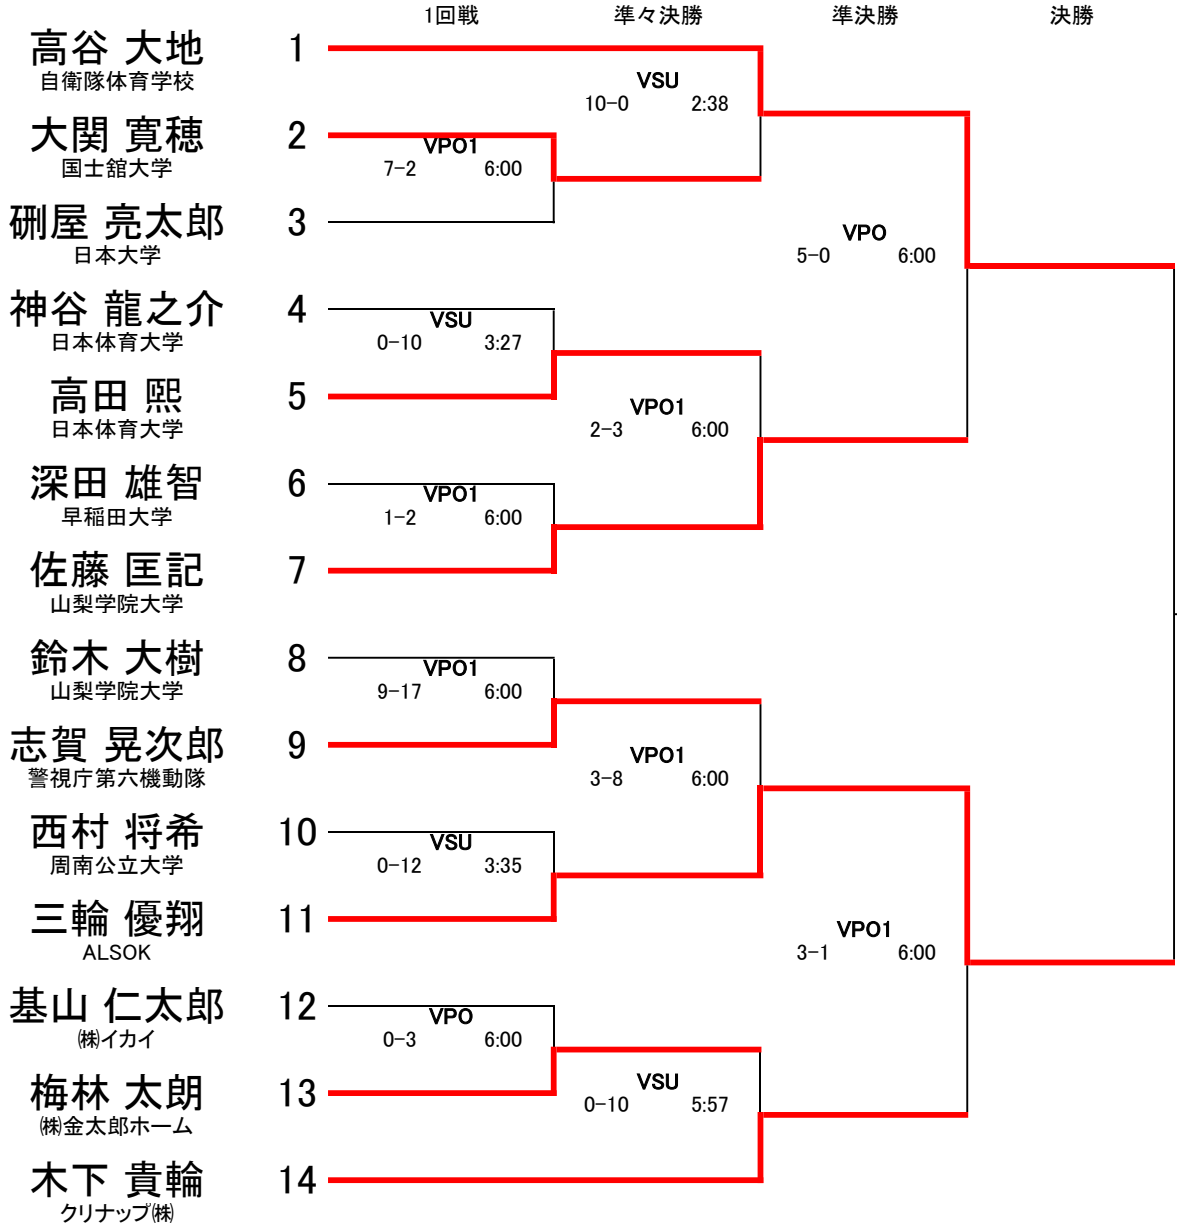 1回戦 準々決勝 準決勝 決勝
高谷 大地 1
自衛隊体育学校
VSU
10-0 2:38
大関 寛穂 2
国士舘大学
VPO1
7-2 6:00
硎屋 亮太郎 3
日本大学
VPO
5-0 6:00
神谷 龍之介 4
日本体育大学
VSU
0-10 3:27
高田 煕 5
日本体育大学
VPO1
2-3 6:00
深田 雄智 6
早稲田大学
VPO1
1-2 6:00
佐藤 匡記 7
山梨学院大学
鈴木 大樹 8
山梨学院大学
VPO1
9-17 6:00
志賀 晃次郎 9
警視庁第六機動隊
VPO1
3-8 6:00
西村 将希 10
周南公立大学
VSU
0-12 3:35
三輪 優翔 11
ALSOK
VPO1
3-1 6:00
基山 仁太郎 12
㈱イカイ
VPO
0-3 6:00
梅林 太朗 13
㈱金太郎ホーム
VSU
0-10 5:57
木下 貴輪 14
クリナップ㈱